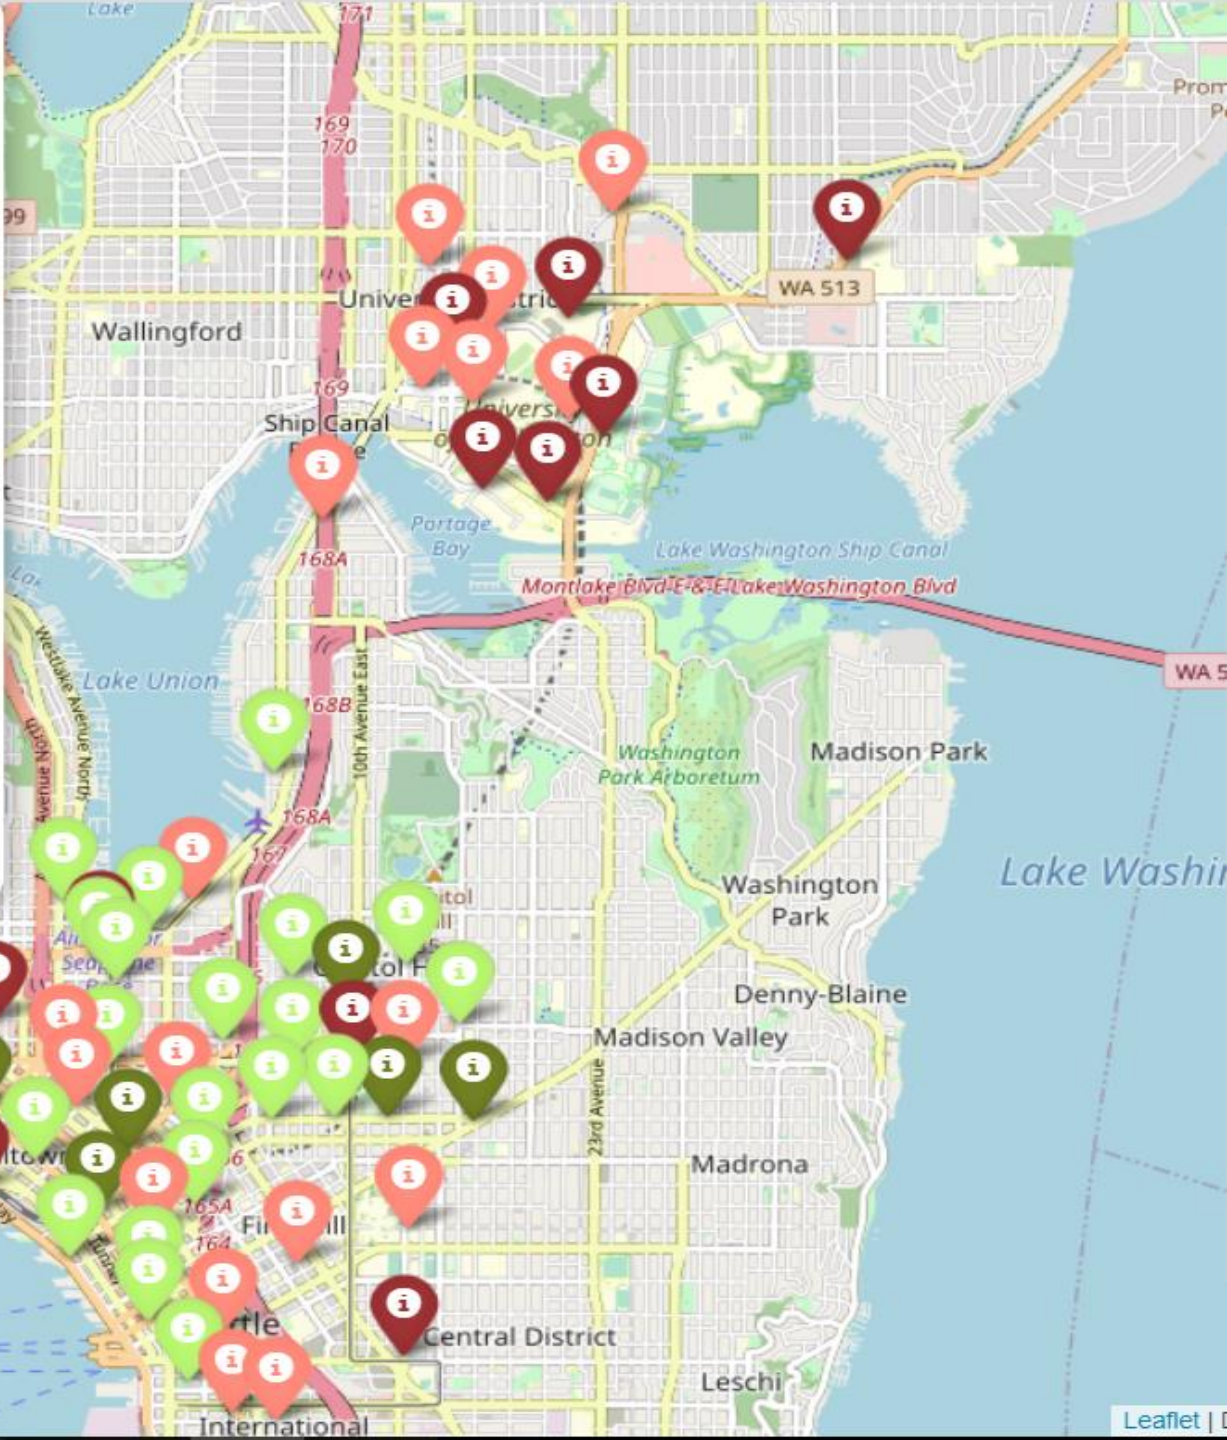 Lake
171
Prom
169
170
99
WA 513
Wallingford
169
Ship Canal
Portage
Bay
Lake Washington Ship Canal
168A
Montlake Blvd E & E Lake Washington Blvd
Westlake Avenue North
Lake Union
WA 5
168B
10th Avenue East
Washington
Park Arboretum
Madison Park
Avenue North
168A
167
Washington
Park
Lake Washin
Denny-Blaine
Madison Valley
23rd Avenue
Madrona
165A
164
Central District
Leschi
International
Leaflet |